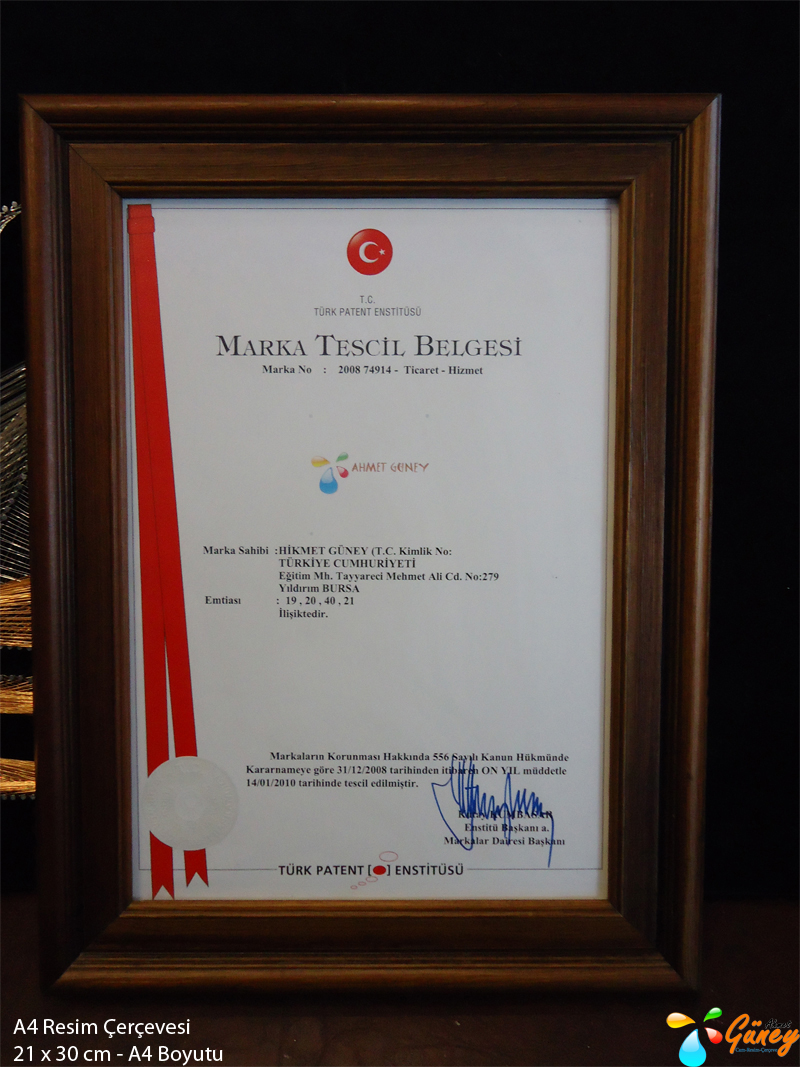 T.C.
TÜRK PATENT ENSTİTÜSÜ
MARKA TESCİL BELGESİ
Marka No : 2008 74914 - Ticaret - Hizmet
AHMET GÜNEY
Marka Sahibi :HİKMET GÜNEY (T.C. Kimlik No:
TÜRKİYE CUMHURİYETİ
Eğitim Mh. Tayyareci Mehmet Ali Cd. No:279
Yıldırım BURSA
Emtiası : 19 , 20 , 40 , 21
İlişiktedir.
Markaların Korunması Hakkında 556 Sayılı Kanun Hükmünde
Kararnameye göre 31/12/2008 tarihinden itibaren ON YIL müddetle
14/01/2010 tarihinde tescil edilmiştir.
KUMBASAR
Enstitü Başkanı a.
Markalar Dairesi Başkanı
TÜRK PATENT [ ] ENSTİTÜSÜ
A4 Resim Çerçevesi
21 x 30 cm - A4 Boyutu
Ahmet
Güney